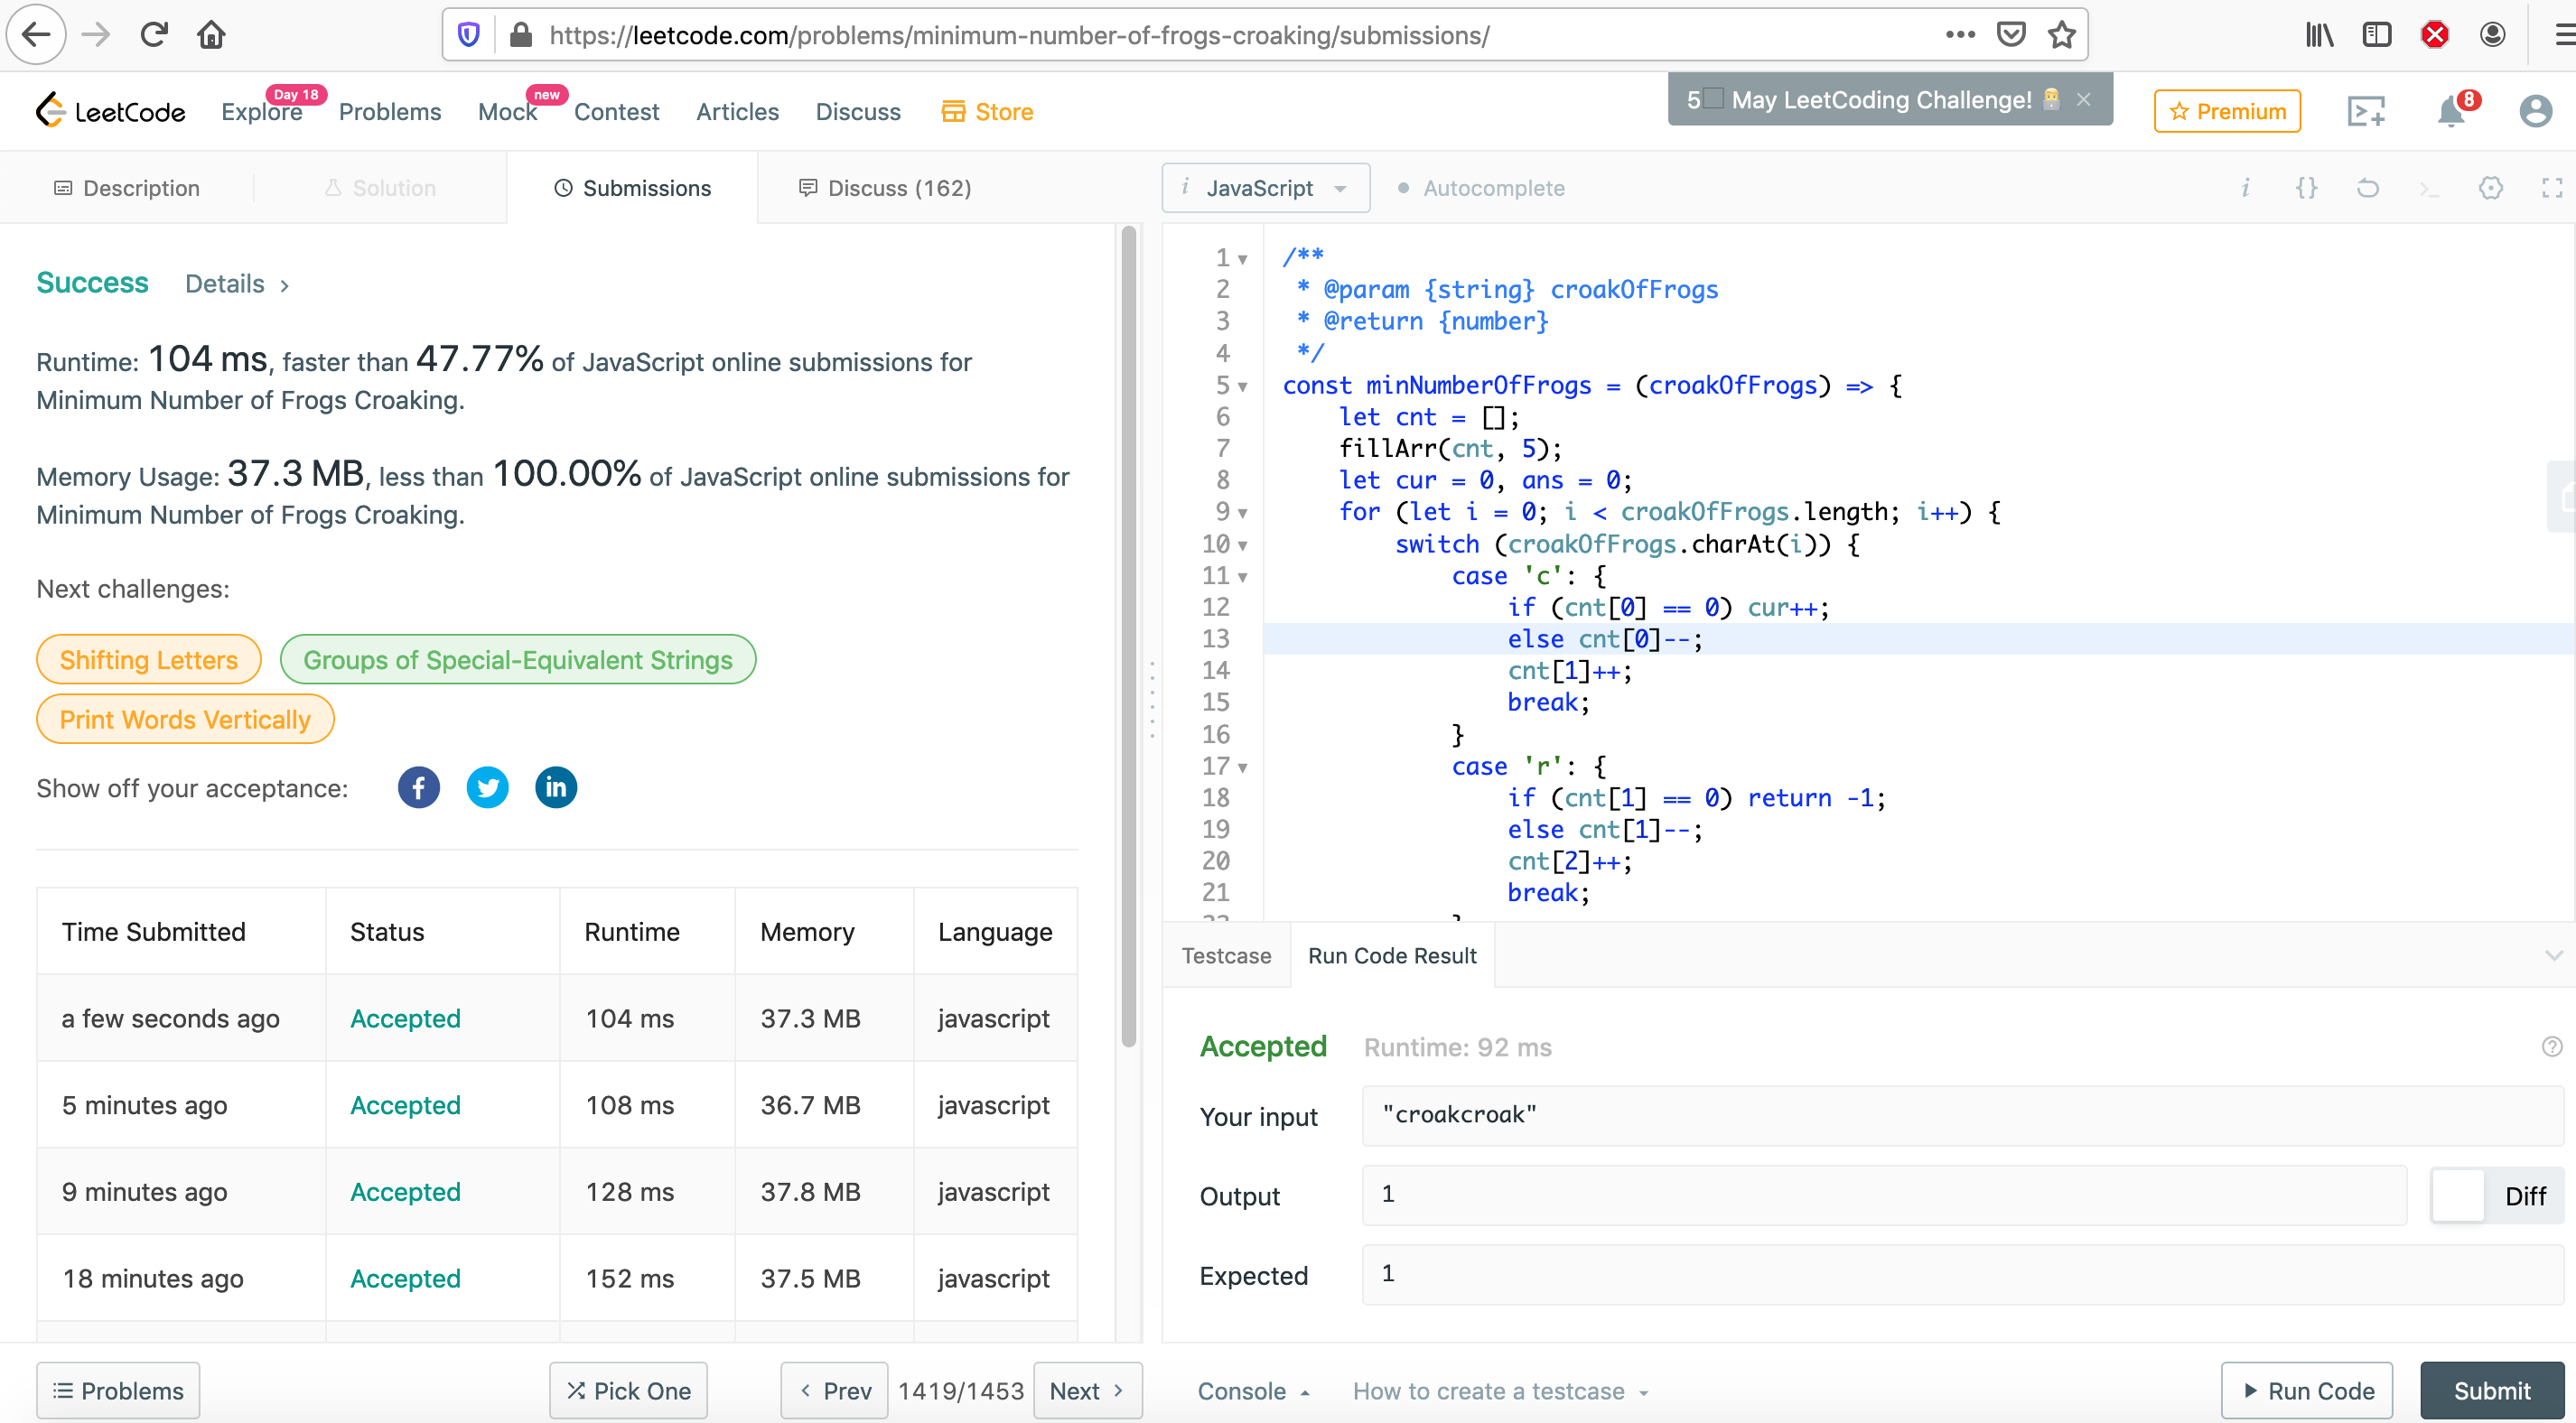 https://leetcode.com/problems/minimum-number-of-frogs-croaking/submissions/
LeetCode
Explore
Day 18
Problems
Mock
new
Contest
Articles
Discuss
Store
5 May LeetCoding Challenge!
Premium
8
Description
Solution
Submissions
Discuss (162)
i JavaScript
Autocomplete
Success Details
Runtime: 104 ms, faster than 47.77% of JavaScript online submissions for
Minimum Number of Frogs Croaking.
Memory Usage: 37.3 MB, less than 100.00% of JavaScript online submissions for
Minimum Number of Frogs Croaking.
Next challenges:
Shifting Letters
Groups of Special-Equivalent Strings
Print Words Vertically
Show off your acceptance:
Time Submitted Status Runtime Memory Language
a few seconds ago Accepted 104 ms 37.3 MB javascript
5 minutes ago Accepted 108 ms 36.7 MB javascript
9 minutes ago Accepted 128 ms 37.8 MB javascript
18 minutes ago Accepted 152 ms 37.5 MB javascript
Problems
Pick One
Prev
1419/1453
Next
1 /**
2 * @param {string} croakOfFrogs
3 * @return {number}
4 */
5 const minNumberOfFrogs = (croakOfFrogs) => {
6 let cnt = [];
7 fillArr(cnt, 5);
8 let cur = 0, ans = 0;
9 for (let i = 0; i < croakOfFrogs.length; i++) {
10 switch (croakOfFrogs.charAt(i)) {
11 case 'c': {
12 if (cnt[0] == 0) cur++;
13 else cnt[0]--;
14 cnt[1]++;
15 break;
16 }
17 case 'r': {
18 if (cnt[1] == 0) return -1;
19 else cnt[1]--;
20 cnt[2]++;
21 break;
Testcase
Run Code Result
Accepted Runtime: 92 ms
Your input "croakcroak"
Output 1
Diff
Expected 1
Console
How to create a testcase
Run Code
Submit